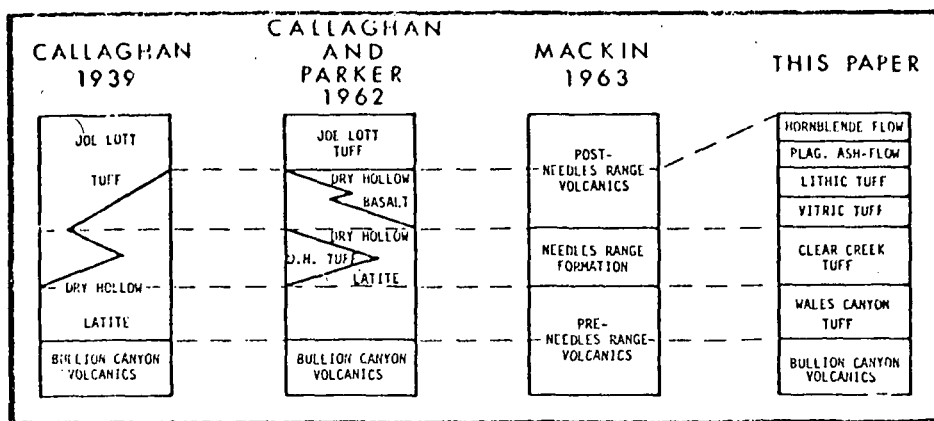 CALLAGHAN
1939
JOE LOTT
TUFF
DRY HOLLOW
LATITE
BULLION CANYON
VOLCANICS
CALLAGHAN
AND
PARKER
1962
JOE LOTT
TUFF
DRY HOLLOW
BASALT
DRY HOLLOW
D.H. TUFF
LATITE
BULLION CANYON
VOLCANICS
MACKIN
1963
POST-
NEEDLES RANGE
VOLCANICS
NEEDLES RANGE
FORMATION
PRE-
NEEDLES RANGE
VOLCANICS
THIS PAPER
HORNBLENDE FLOW
PLAG. ASH-FLOW
LITHIC TUFF
VITRIC TUFF
CLEAR CREEK
TUFF
WALES CANYON
TUFF
BULLION CANYON
VOLCANICS